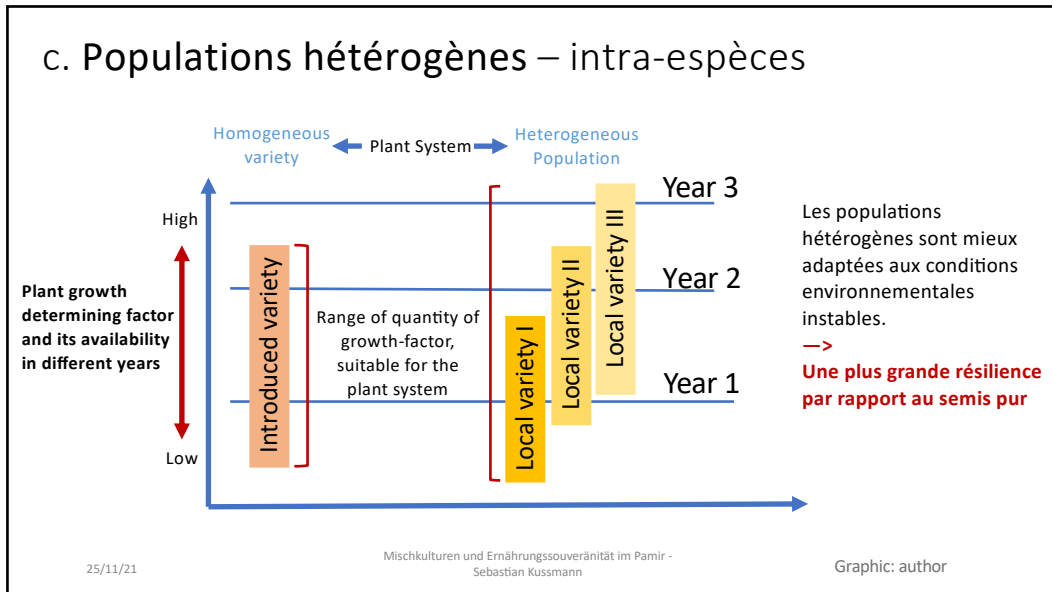 c. Populations hétérogènes – intra-espèces
Homogeneous
variety
Plant System
Heterogeneous
Population
High
Low
Plant growth
determining factor
and its availability
in different years
Introduced variety
Range of quantity of
growth-factor,
suitable for the
plant system
Local variety I
Local variety II
Local variety III
Year 3
Year 2
Year 1
Les populations
hétérogènes sont mieux
adaptées aux conditions
environnementales
instables.
—>
Une plus grande résilience
par rapport au semis pur
25/11/21
Mischkulturen und Ernährungssouveränität im Pamir -
Sebastian Kussmann
Graphic: author